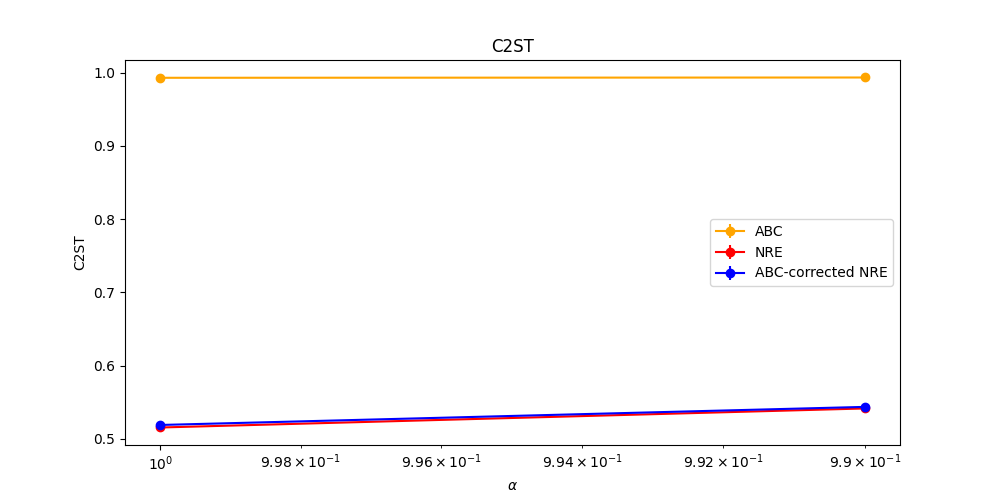 C2ST
1.0
0.9
0.8
0.7
0.6
0.5
C2ST
ABC
NRE
ABC-corrected NRE
10⁰
9.98 × 10⁻¹
9.96 × 10⁻¹
9.94 × 10⁻¹
9.92 × 10⁻¹
9.9 × 10⁻¹
α